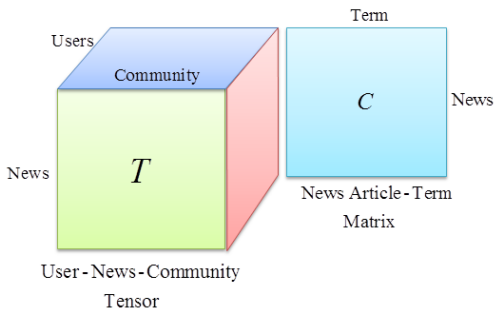 Term
Users
Community
T
C
News
News
News Article-Term
Matrix
User-News-Community
Tensor